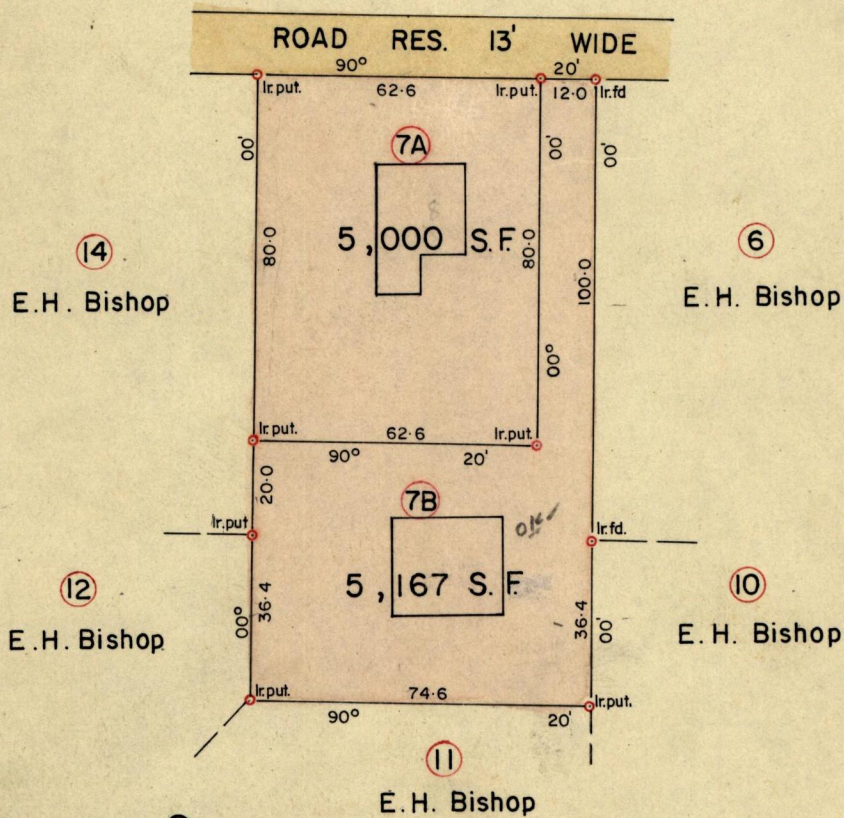 ROAD RES. 13' WIDE
90° 20'
Ir.put. 62·6 Ir.put. 12·0 Ir.fd
00' 00' 00'
7A
5,000 S.F.
80·0 80·0 100·0
14
E.H. Bishop
6
E.H. Bishop
00°
Ir.put. 62·6 Ir.put.
90° 20'
20·0
7B
OK
Ir.put Ir.fd.
5,167 S.F.
12
E.H. Bishop
10
E.H. Bishop
00° 36·4 36·4 00'
Ir.put. 74·6 Ir.put.
90° 20'
11
E.H. Bishop